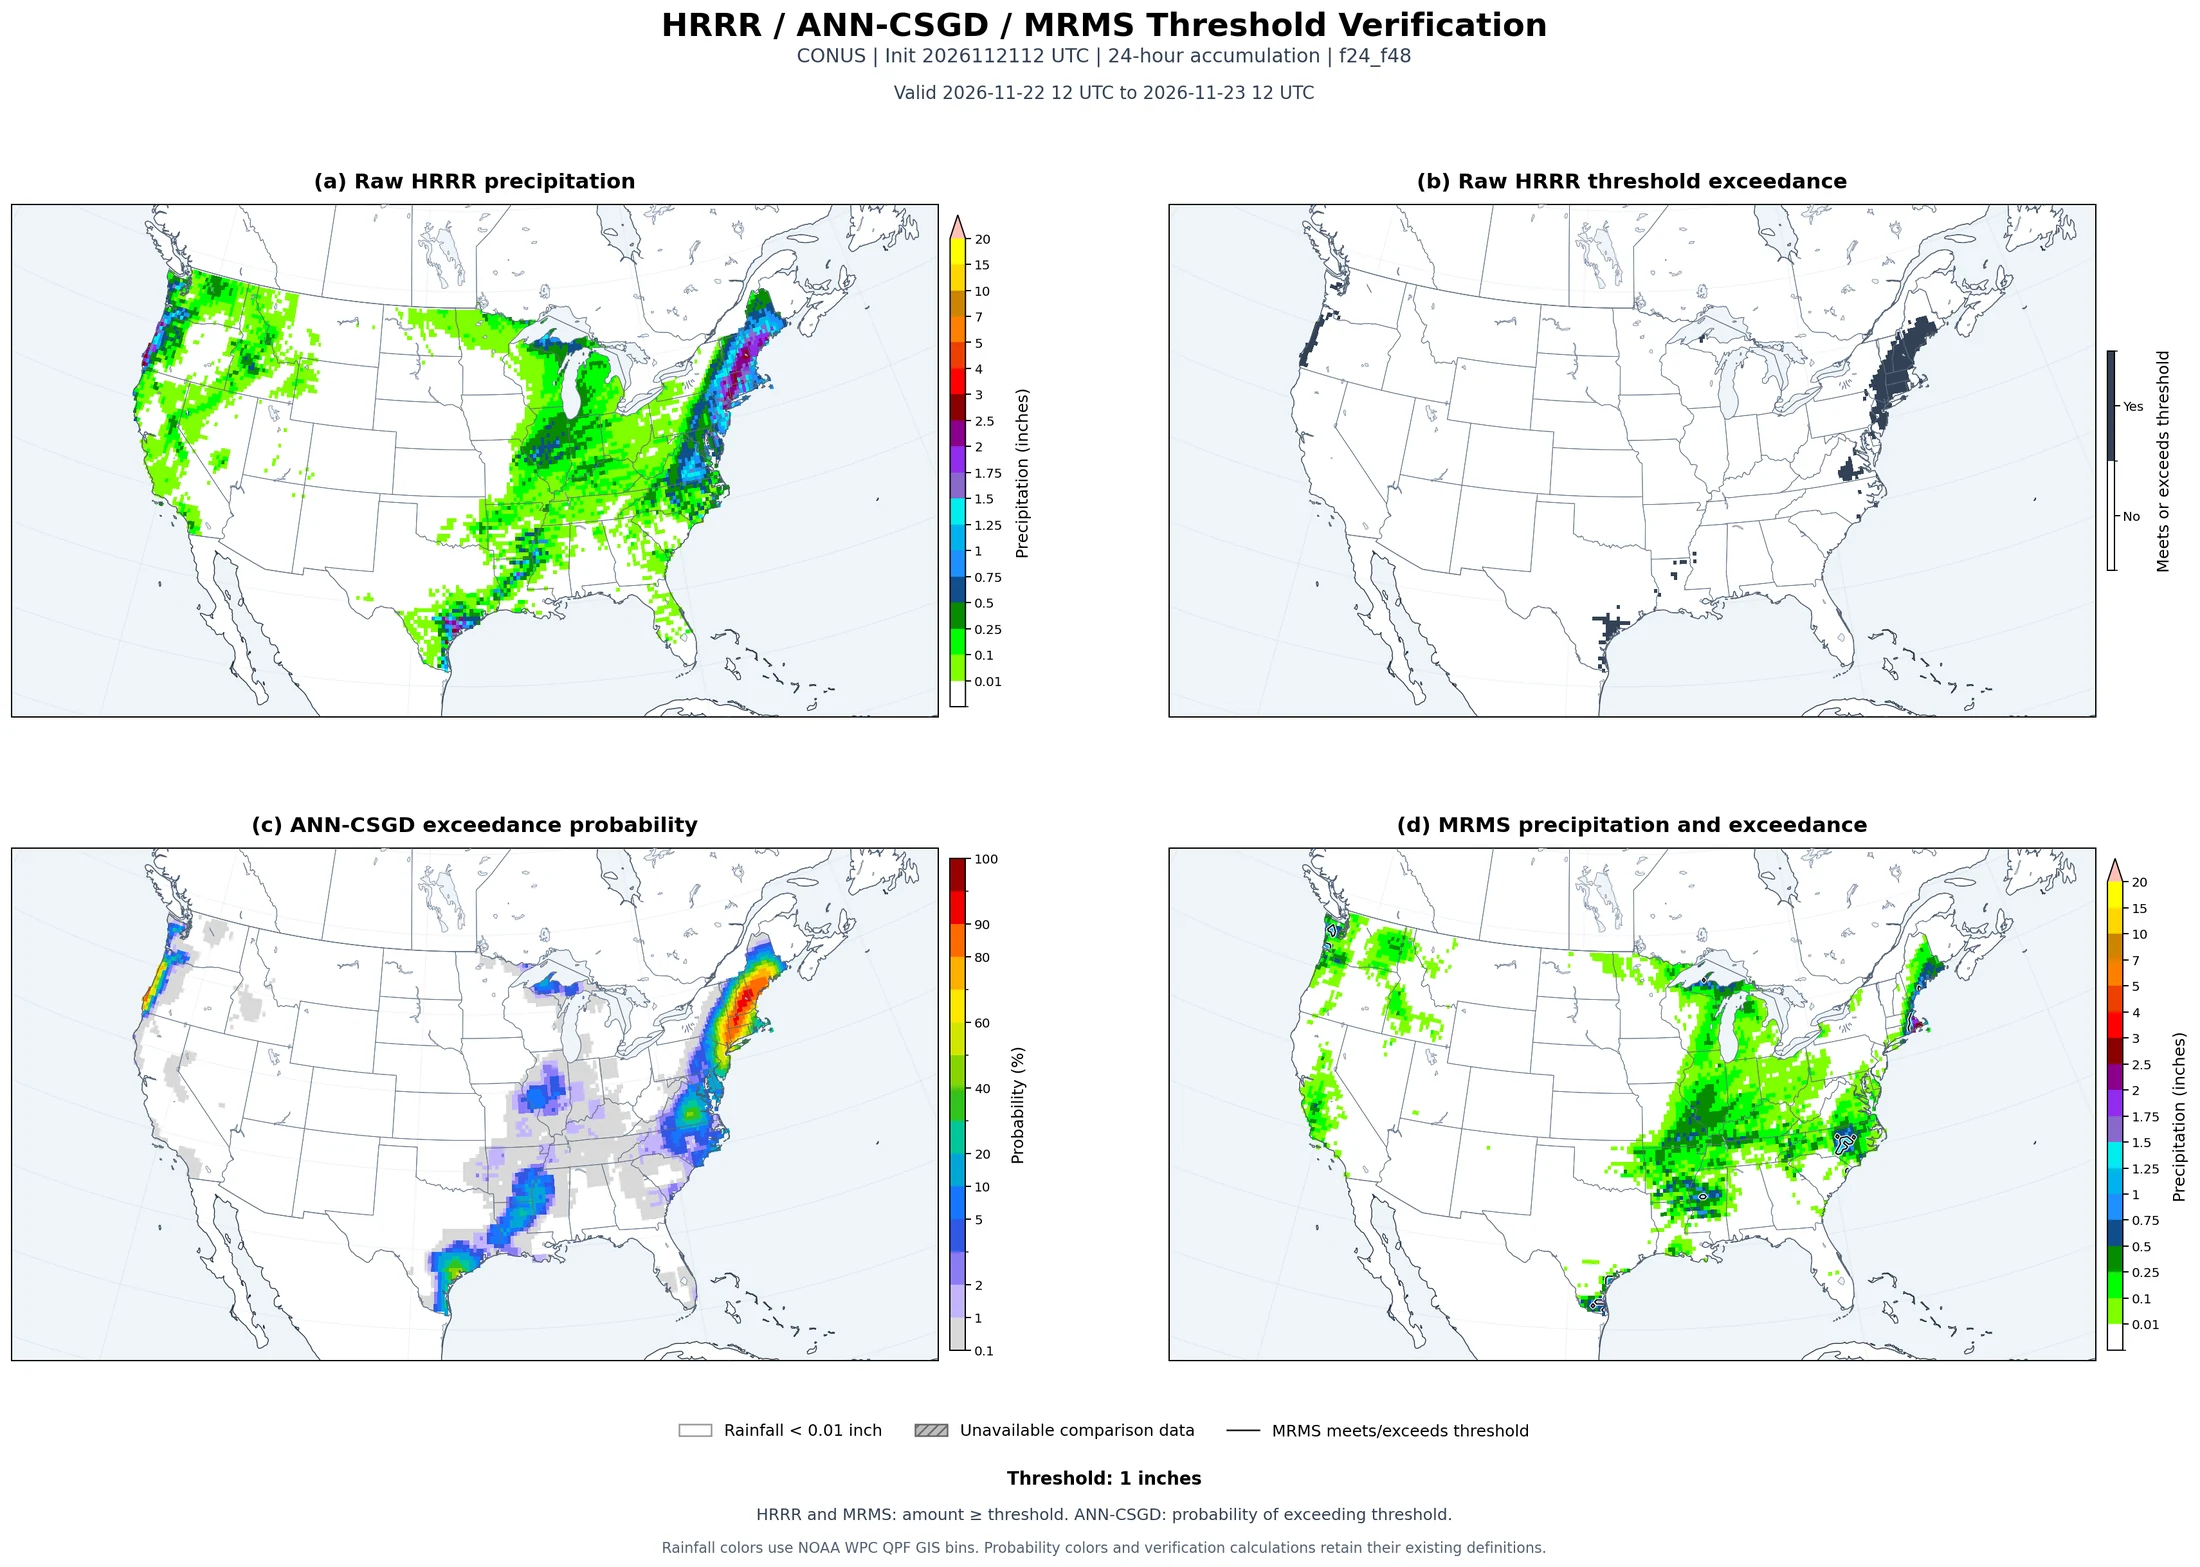 HRRR / ANN-CSGD / MRMS Threshold Verification
CONUS | Init 2026112112 UTC | 24-hour accumulation | f24_f48
Valid 2026-11-22 12 UTC to 2026-11-23 12 UTC
(a) Raw HRRR precipitation
20
15
10
7
5
4
3
2.5
2
1.75
1.5
1.25
1
0.75
0.5
0.25
0.1
0.01
Precipitation (inches)
(b) Raw HRRR threshold exceedance
Yes
No
Meets or exceeds threshold
(c) ANN-CSGD exceedance probability
100
90
80
60
40
20
10
5
2
1
0.1
Probability (%)
(d) MRMS precipitation and exceedance
20
15
10
7
5
4
3
2.5
2
1.75
1.5
1.25
1
0.75
0.5
0.25
0.1
0.01
Precipitation (inches)
Rainfall < 0.01 inch
Unavailable comparison data
MRMS meets/exceeds threshold
Threshold: 1 inches
HRRR and MRMS: amount ≥ threshold. ANN-CSGD: probability of exceeding threshold.
Rainfall colors use NOAA WPC QPF GIS bins. Probability colors and verification calculations retain their existing definitions.